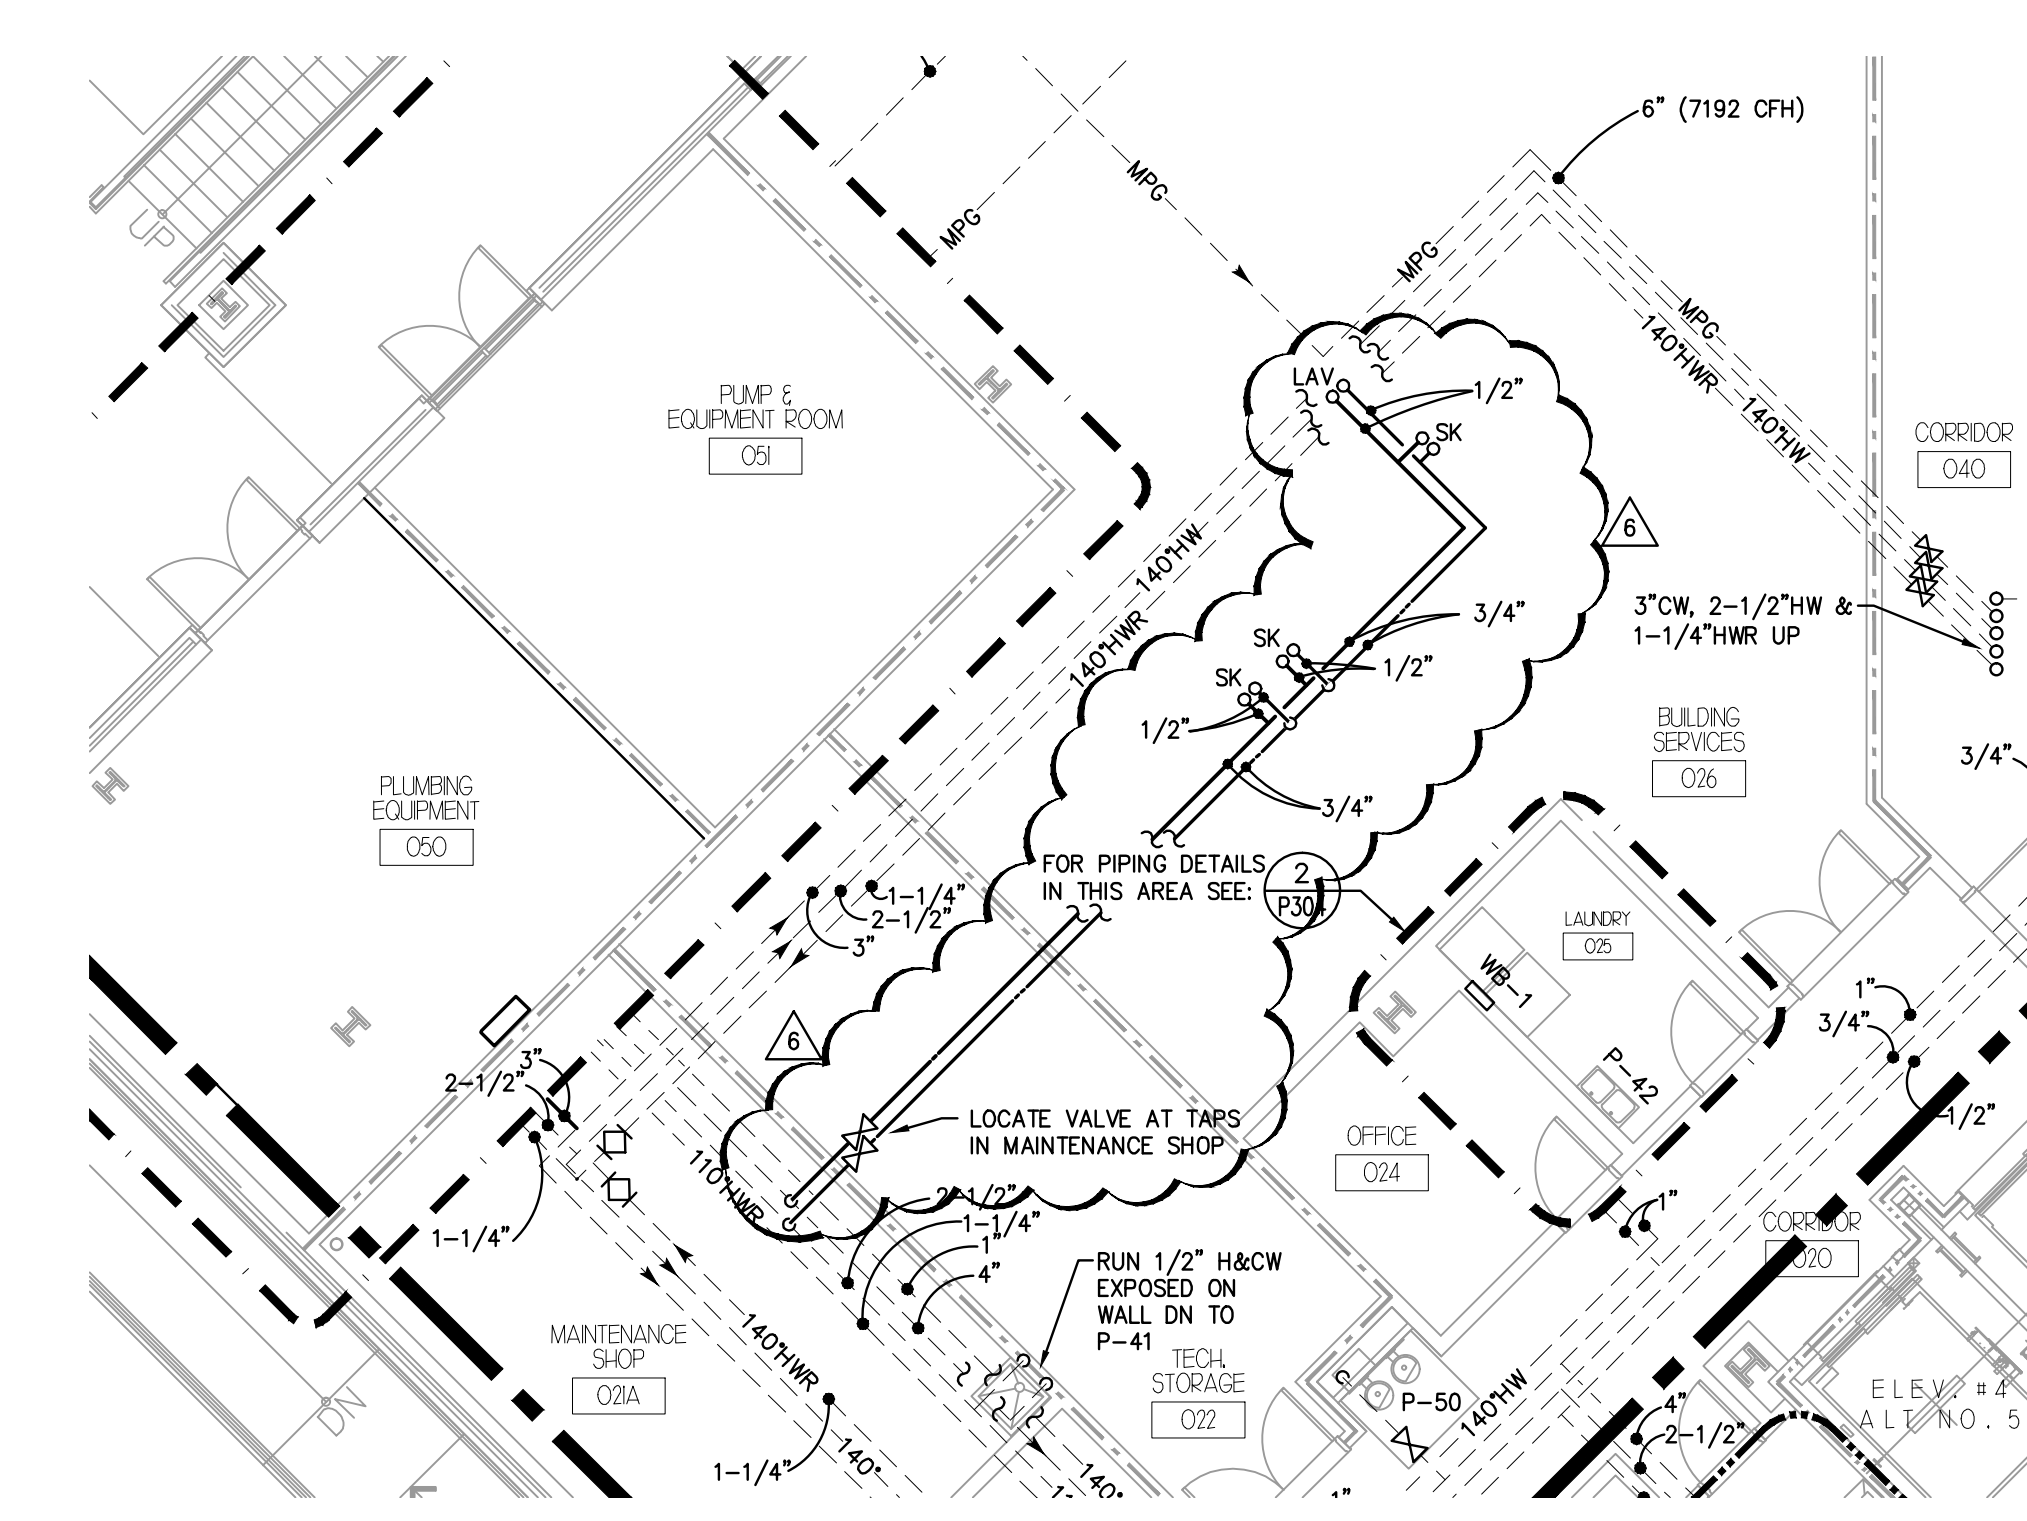 6" (7192 CFH)
MPG
MPG
MPG
MPG
140°HWR
140°HW
UP
PUMP &
EQUIPMENT ROOM
051
LAV
1/2"
SK
CORRIDOR
040
6
140°HW
140°HWR
3"CW, 2-1/2"HW &
1-1/4"HWR UP
3/4"
SK
1/2"
SK
1/2"
BUILDING
SERVICES
026
3/4"
PLUMBING
EQUIPMENT
050
3/4"
FOR PIPING DETAILS
IN THIS AREA SEE:
2
P304
1-1/4"
2-1/2"
3"
LAUNDRY
025
WB-1
1"
3/4"
6
3"
2-1/2"
P-42
1/2"
LOCATE VALVE AT TAPS
IN MAINTENANCE SHOP
OFFICE
024
110°HWR
2-1/2"
1-1/4"
1"
4"
1"
1-1/4"
CORRIDOR
020
RUN 1/2" H&CW
EXPOSED ON
WALL DN TO
P-41
140°HWR
MAINTENANCE
SHOP
021A
TECH.
STORAGE
022
DN
P-50
140°HW
ELEV. #4
ALT NO. 5
4"
2-1/2"
1-1/4"
140°
140°
1"